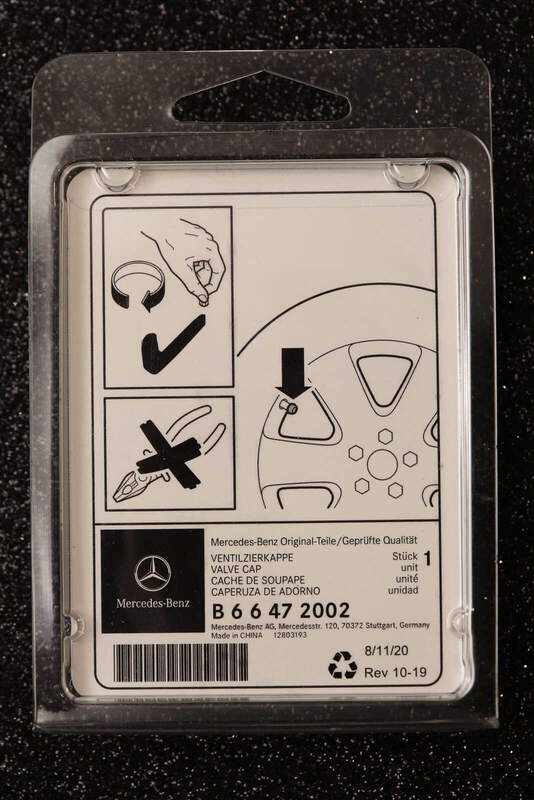 Mercedes-Benz Original-Teile/Geprüfte Qualität
VENTILZIERKAPPE Stück 1
VALVE CAP unit
CACHE DE SOUPAPE unité
CAPERUZA DE ADORNO unidad
B 6 6 47 2002
Mercedes-Benz AG, Mercedesstr. 120, 70372 Stuttgart, Germany
Made in CHINA 12803193
Mercedes-Benz
8/11/20
Rev 10-19